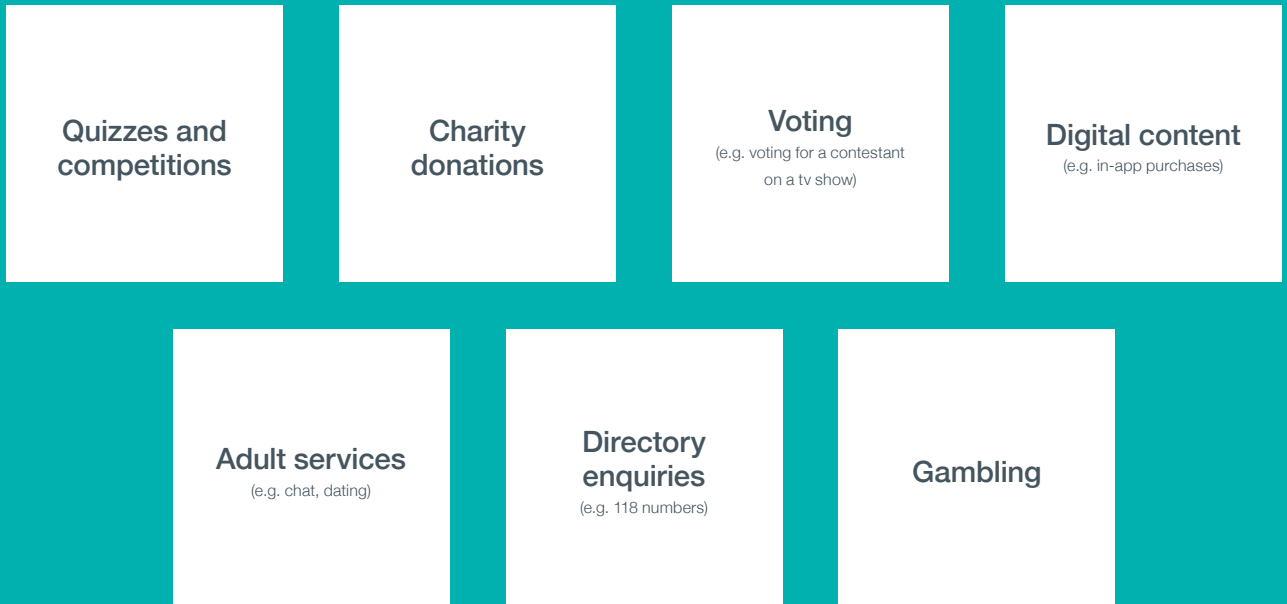 Quizzes and
competitions
Charity
donations
Voting
(e.g. voting for a contestant
on a tv show)
Digital content
(e.g. in-app purchases)
Adult services
(e.g. chat, dating)
Directory
enquiries
(e.g. 118 numbers)
Gambling